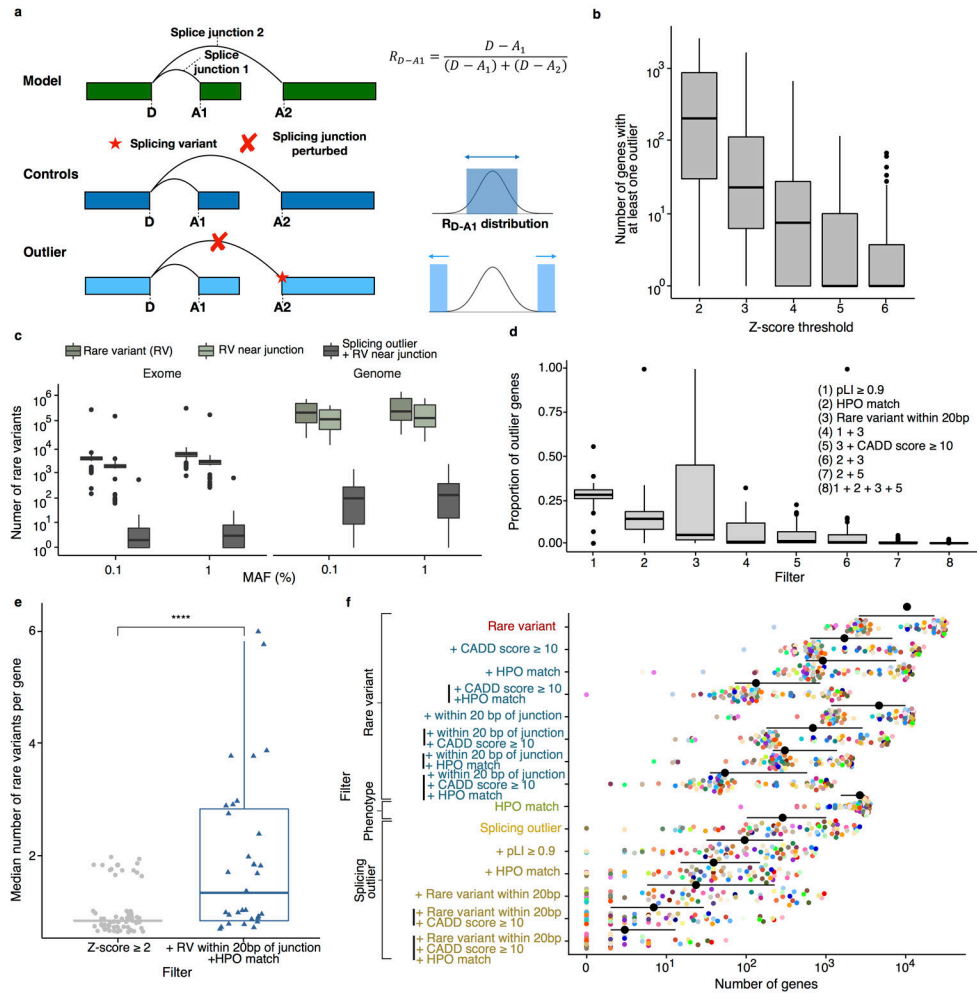 a
Splice junction 2
Splice
junction 1
Model
D
A1
A2
R_{D-A1} = \frac{D - A_1}{(D - A_1) + (D - A_2)}
Splicing variant
Splicing junction
perturbed
Controls
D
A1
A2
R_{D-A1} distribution
Outlier
D
A1
A2
b
Number of genes with
at least one outlier
10^3
10^2
10^1
10^0
2
3
4
5
6
Z-score threshold
c
Rare variant (RV)
RV near junction
Splicing outlier
+ RV near junction
Exome
Genome
Numer of rare variants
10^6
10^5
10^4
10^3
10^2
10^1
10^0
0.1
1
0.1
1
MAF (%)
d
Proportion of outlier genes
1.00
0.75
0.50
0.25
0.00
(1) pLI ≥ 0.9
(2) HPO match
(3) Rare variant within 20bp
(4) 1 + 3
(5) 3 + CADD score ≥ 10
(6) 2 + 3
(7) 2 + 5
(8) 1 + 2 + 3 + 5
1
2
3
4
5
6
7
8
Filter
e
Median number of rare variants per gene
6
4
2
****
Z-score ≥ 2
+ RV within 20bp of junction
+HPO match
Filter
f
Filter
Rare variant
Phenotype
Splicing
outlier
Rare variant
+ CADD score ≥ 10
+ HPO match
+ CADD score ≥ 10
+HPO match
+ within 20 bp of junction
+ within 20 bp of junction
+ CADD score ≥ 10
+ within 20 bp of junction
+ HPO match
+ within 20 bp of junction
+ CADD score ≥ 10
+ HPO match
HPO match
Splicing outlier
+ pLI ≥ 0.9
+ HPO match
+ Rare variant within 20bp
+ Rare variant within 20bp
+ CADD score ≥ 10
+ Rare variant within 20bp
+ CADD score ≥ 10
+ HPO match
0
10^1
10^2
10^3
10^4
Number of genes